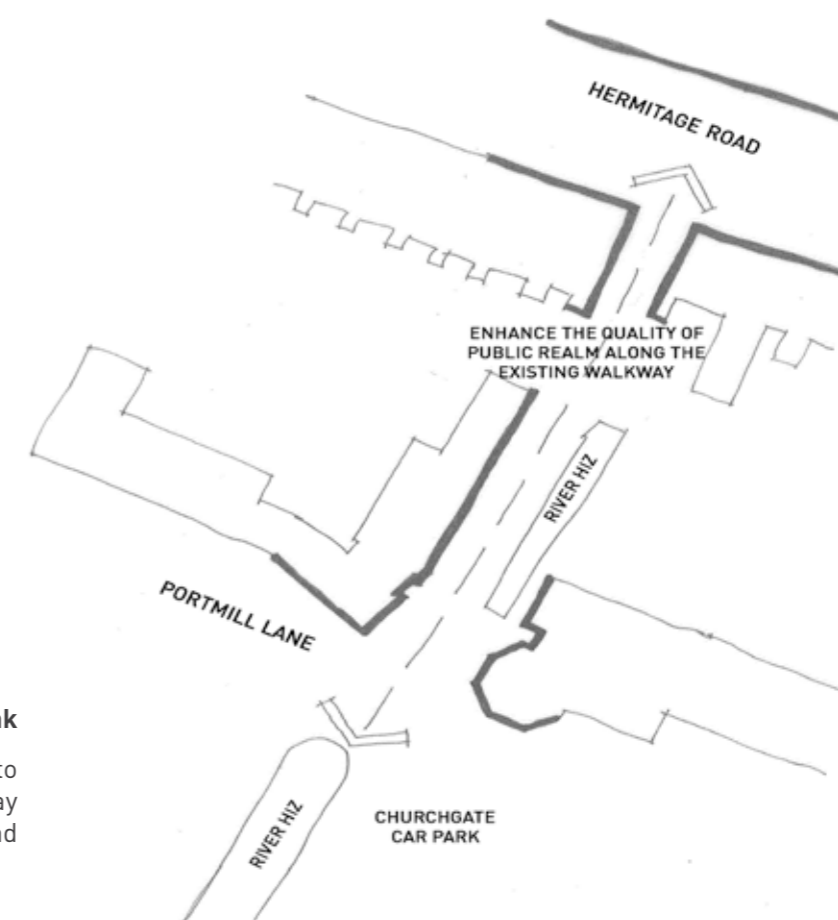 HERMITAGE ROAD
ENHANCE THE QUALITY OF
PUBLIC REALM ALONG THE
EXISTING WALKWAY
RIVER HIZ
PORTMILL LANE
RIVER HIZ
CHURCHGATE
CAR PARK
to